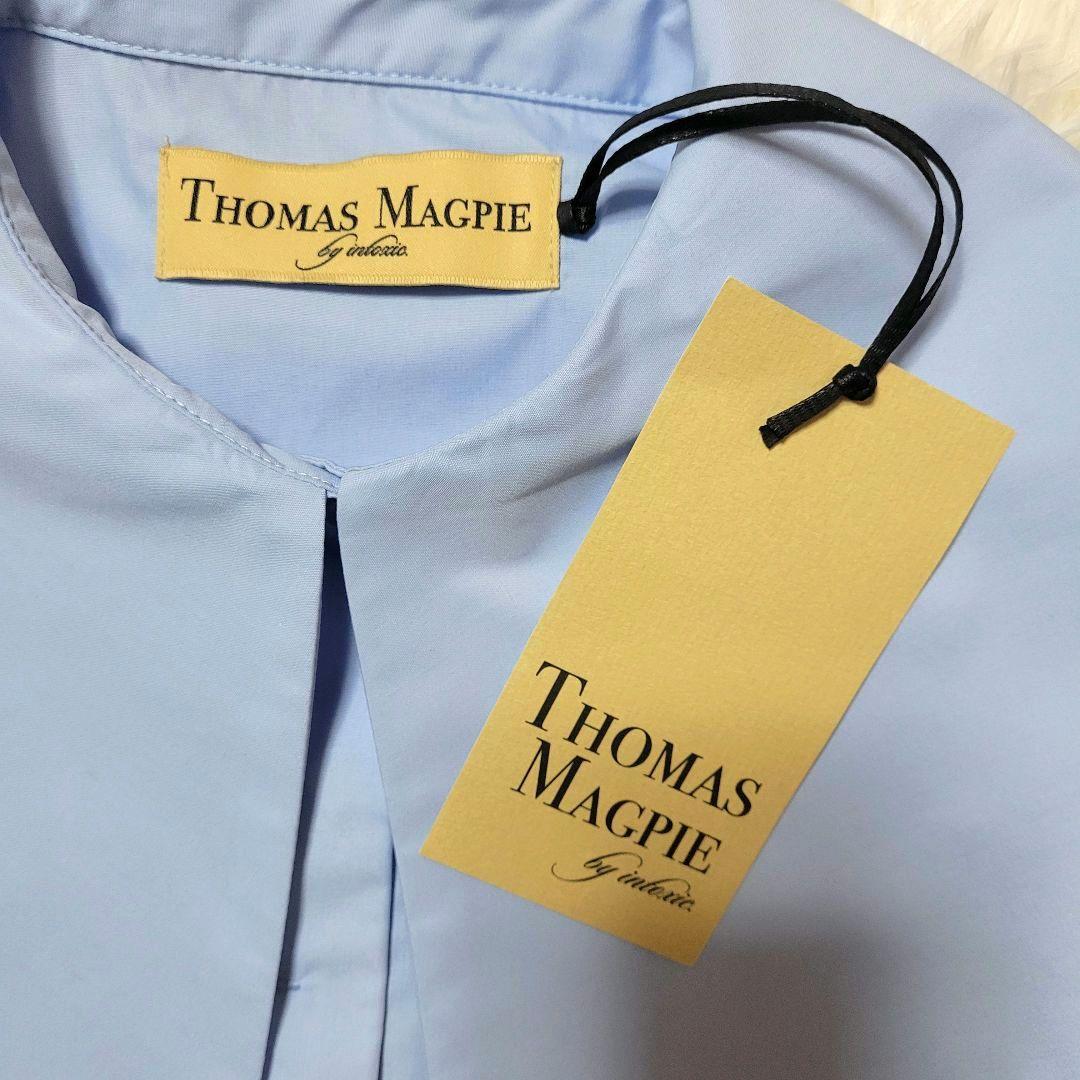 THOMAS MAGPIE
by intoxic.
THOMAS
MAGPIE
by intoxic.